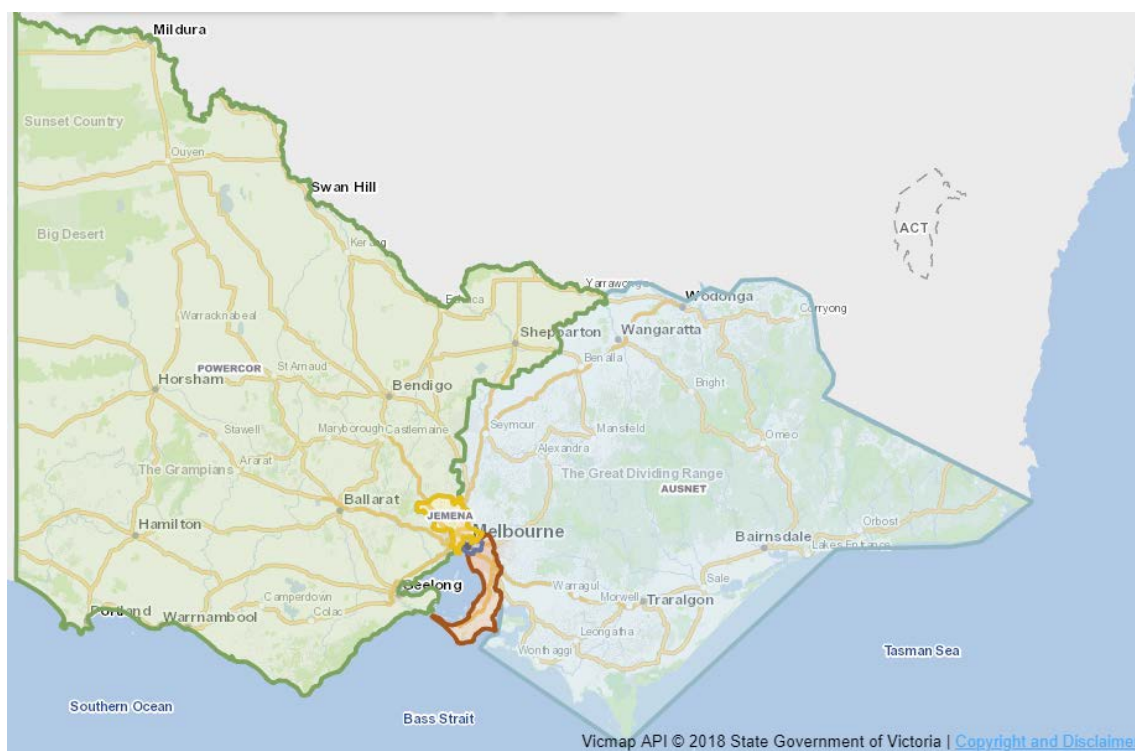 Mildura
Sunset Country
Ouyen
Swan Hill
ACT
Big Desert
Kerang
Yarrawonga
Wodonga
Echuca
Corryong
Warracknabeal
Shepparton
Wangaratta
Benalla
POWERCOR
St Arnaud
Horsham
Bendigo
Bright
Seymour
Mansfield
Stawell
Maryborough
Castlemaine
Omeo
Alexandra
The Grampians
Ararat
The Great Dividing Range
AUSNET
Ballarat
JEMENA
Hamilton
Melbourne
Orbost
Bairnsdale
Lakes Entrance
Geelong
Warragul
Sale
Camperdown
Morwell
Traralgon
Portland
Warrnambool
Colac
Leongatha
Wonthaggi
Tasman Sea
Southern Ocean
Bass Strait
Vicmap API © 2018 State Government of Victoria | Copyright and Disclaime